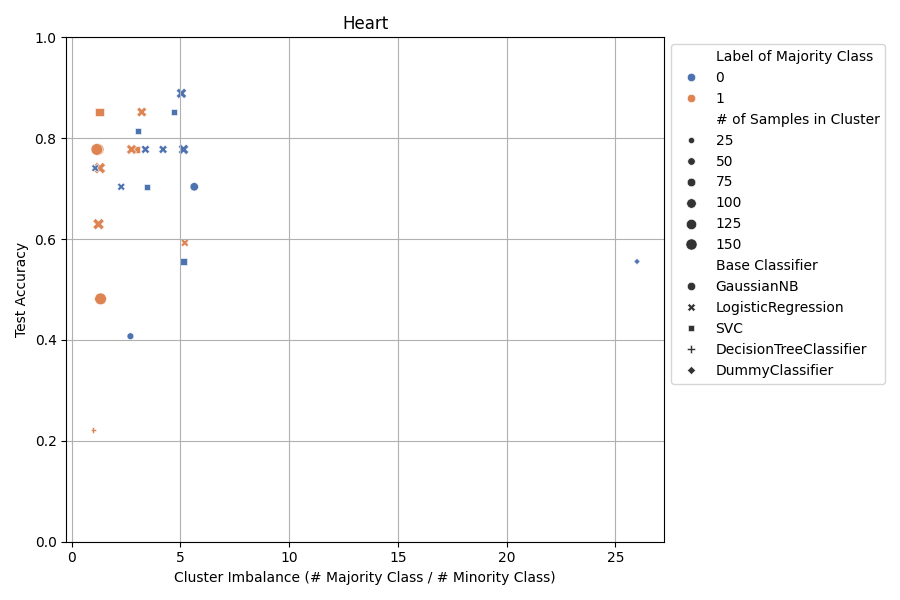 Heart
1.0
0.8
0.6
0.4
0.2
0.0
Test Accuracy
0
5
10
15
20
25
Cluster Imbalance (# Majority Class / # Minority Class)
Label of Majority Class
0
1
# of Samples in Cluster
25
50
75
100
125
150
Base Classifier
GaussianNB
LogisticRegression
SVC
DecisionTreeClassifier
DummyClassifier